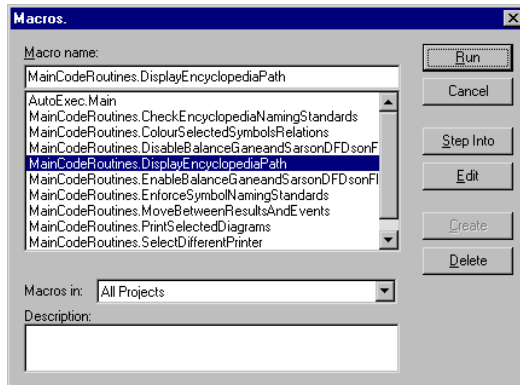 Macros.
Macro name:
MainCodeRoutines.DisplayEncyclopediaPath
Run
Cancel
AutoExec.Main
MainCodeRoutines.CheckEncyclopediaNamingStandards
MainCodeRoutines.ColourSelectedSymbolsRelations
MainCodeRoutines.DisableBalanceGaneandSarsonDFDsonF
MainCodeRoutines.DisplayEncyclopediaPath
MainCodeRoutines.EnableBalanceGaneandSarsonDFDsonFl
MainCodeRoutines.EnforceSymbolNamingStandards
MainCodeRoutines.MoveBetweenResultsAndEvents
MainCodeRoutines.PrintSelectedDiagrams
MainCodeRoutines.SelectDifferentPrinter
Step Into
Edit
Create
Delete
Macros in: All Projects
Description: